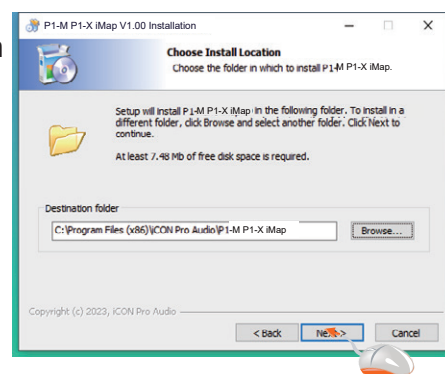 P1-M P1-X iMap V1.00 Installation
Choose Install Location
Choose the folder in which to install P1-M P1-X iMap.
Setup will install P1-M P1-X iMap in the following folder. To install in a
different folder, click Browse and select another folder. Click Next to
continue.
At least 7.48 Mb of free disk space is required.
Destination folder
C:\Program Files (x86)\iCON Pro Audio\P1-M P1-X iMap
Browse...
Copyright (c) 2023, iCON Pro Audio
< Back
Next >
Cancel